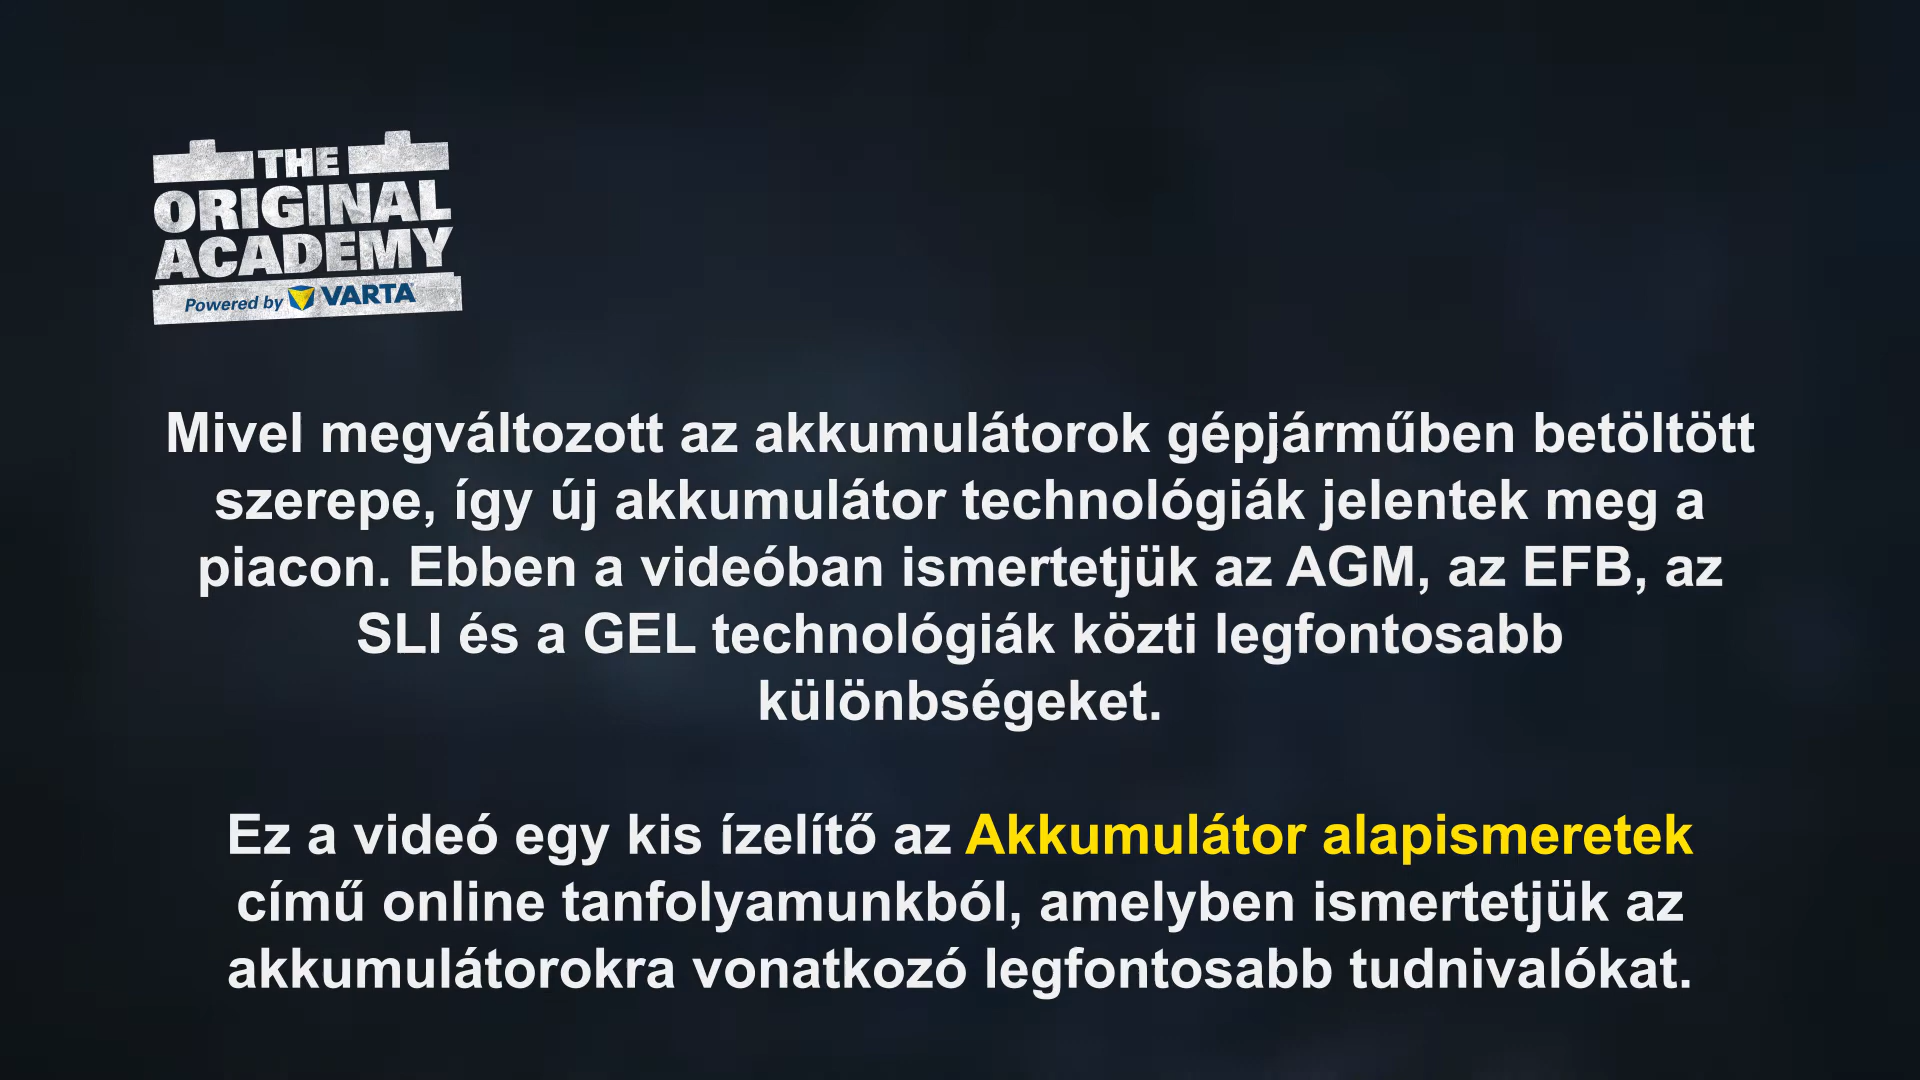 THE
ORIGINAL
ACADEMY
Powered by VARTA
Mivel megváltozott az akkumulátorok gépjárműben betöltött
szerepe, így új akkumulátor technológiák jelentek meg a
piacon. Ebben a videóban ismertetjük az AGM, az EFB, az
SLI és a GEL technológiák közti legfontosabb
különbségeket.
Ez a videó egy kis ízelítő az Akkumulátor alapismeretek
című online tanfolyamunkból, amelyben ismertetjük az
akkumulátorokra vonatkozó legfontosabb tudnivalókat.